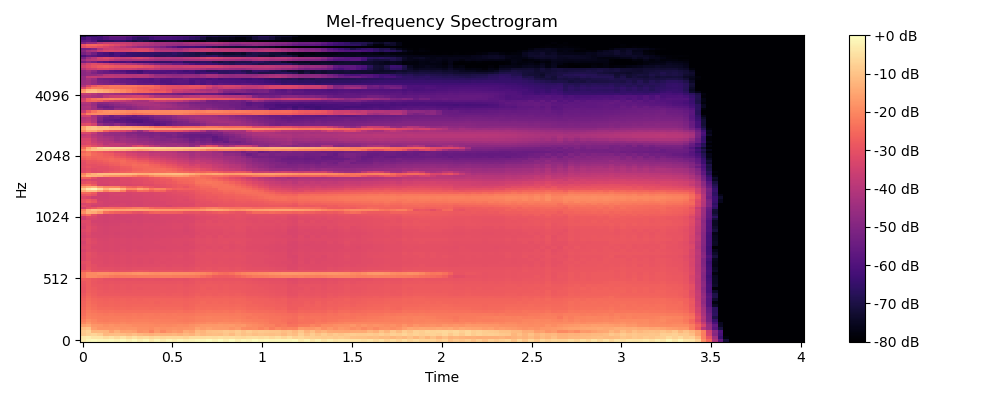 Mel-frequency Spectrogram
Hz
4096
2048
1024
512
0
0
0.5
1
1.5
2
2.5
3
3.5
4
Time
+0 dB
-10 dB
-20 dB
-30 dB
-40 dB
-50 dB
-60 dB
-70 dB
-80 dB